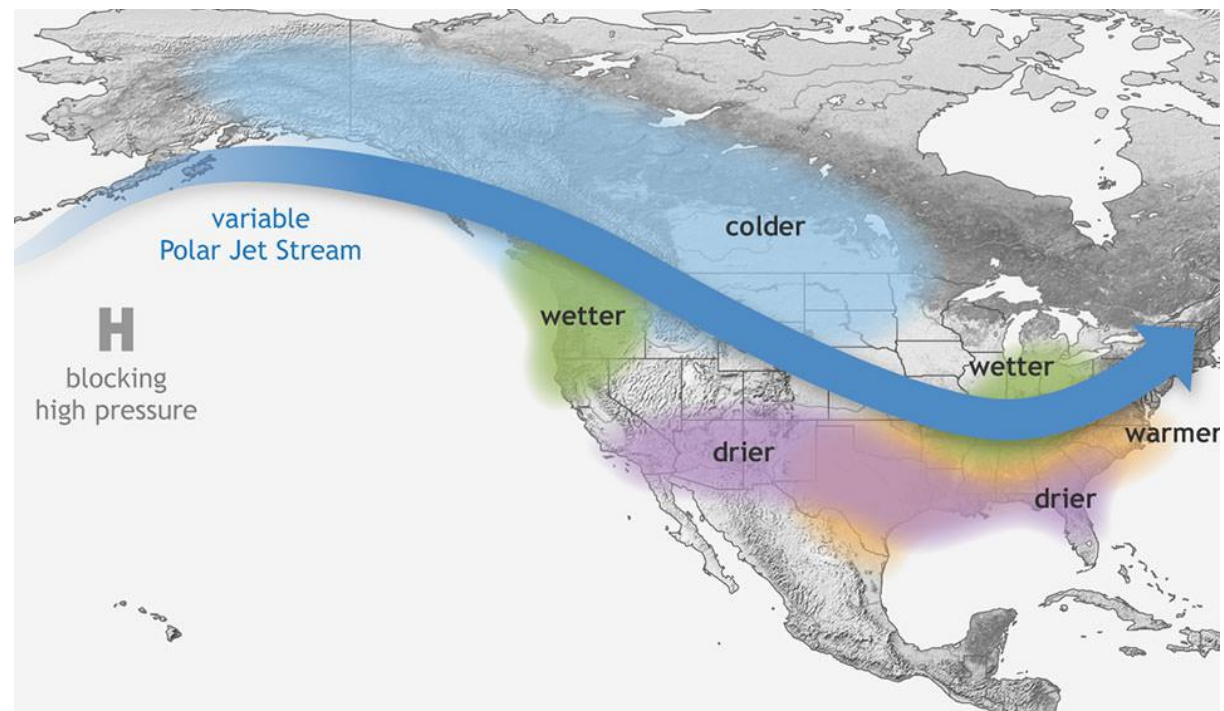 colder
variable
Polar Jet Stream
H
wetter
blocking
high pressure
wetter
warmer
drier
drier